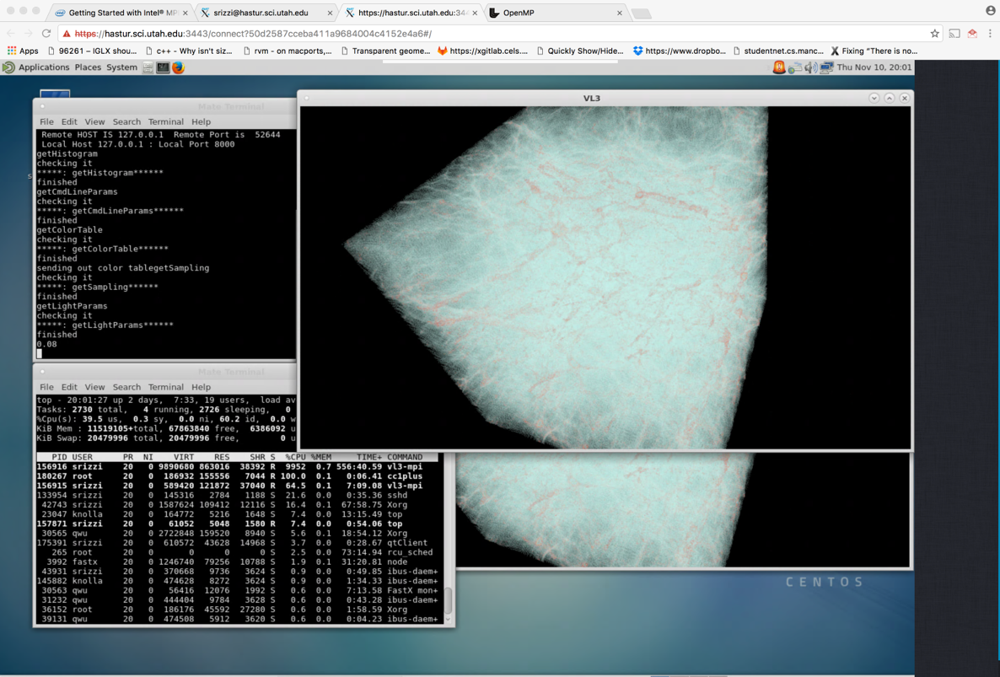 Getting Started with Intel® MP
srizzi@hastur.sci.utah.edu
https://hastur.sci.utah.edu:344
OpenMP
https://hastur.sci.utah.edu:3443/connect?50d2587cceba411a9684004c4152e4a6#/
Apps
96261 – IGLX shou...
c++ - Why isn't siz...
rvm - on macports,...
Transparent geome...
https://xgitlab.cels....
Quickly Show/Hide...
https://www.dropbo...
studentnet.cs.manc...
Fixing "There is no...
Applications Places System
Thu Nov 10, 20:01
Mate Terminal
File Edit View Search Terminal Help
Remote HOST IS 127.0.0.1 Remote Port is 52644
Local Host 127.0.0.1 : Local Port 8000
getHistogram
checking it
*****: getHistogram******
finished
getCmdLineParams
checking it
*****: getCmdLineParams******
finished
getColorTable
checking it
*****: getColorTable******
finished
sending out color tablegetSampling
checking it
*****: getSampling******
finished
getLightParams
checking it
*****: getLightParams******
finished
0.08
VL3
Mate Terminal
File Edit View Search Terminal Help
top - 20:01:27 up 2 days, 7:33, 19 users, load av
Tasks: 2730 total, 4 running, 2726 sleeping, 0
%Cpu(s): 39.5 us, 0.3 sy, 0.0 ni, 60.2 id, 0.0 w
KiB Mem : 11519105+total, 67863840 free, 6386092 u
KiB Swap: 20479996 total, 20479996 free, 0 u
PID USER PR NI VIRT RES SHR S %CPU %MEM TIME+ COMMAND
156916 srizzi 20 0 9890680 863016 38392 R 9952 0.7 556:40.59 vl3-mpi
180267 root 20 0 186932 155556 7044 R 100.0 0.1 0:06.41 cc1plus
156915 srizzi 20 0 589420 121872 37040 R 64.5 0.1 7:09.08 vl3-mpi
133954 srizzi 20 0 145316 2784 1188 S 21.6 0.0 0:35.36 sshd
42743 srizzi 20 0 1587624 109412 12116 S 16.4 0.1 67:58.75 Xorg
23047 knolla 20 0 164772 5216 1648 S 7.4 0.0 13:15.49 top
157871 srizzi 20 0 61052 5048 1580 R 7.4 0.0 0:54.06 top
30565 qwu 20 0 2722848 159520 8940 S 5.6 0.1 18:54.12 Xorg
175391 srizzi 20 0 610572 43628 14968 S 3.7 0.0 0:28.67 qtClient
265 root 20 0 0 0 0 S 2.5 0.0 73:14.94 rcu_sched
3992 fastx 20 0 1246740 79256 10788 S 1.9 0.1 31:20.81 node
43931 srizzi 20 0 370668 9736 3624 S 0.9 0.0 0:49.85 ibus-daem+
145882 knolla 20 0 474628 8272 3624 S 0.9 0.0 1:34.33 ibus-daem+
30563 qwu 20 0 56416 12076 1992 S 0.6 0.0 7:13.58 FastX mon+
31232 qwu 20 0 444404 9784 3628 S 0.6 0.0 0:43.28 ibus-daem+
36152 root 20 0 186176 45592 27280 S 0.6 0.0 1:58.59 Xorg
39131 qwu 20 0 474508 5912 3620 S 0.6 0.0 0:04.23 ibus-daem+
CENTOS